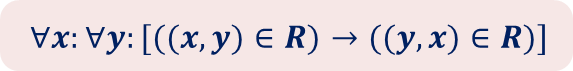 ∀x: ∀y: [((x, y) ∈ R) → ((y, x) ∈ R)]